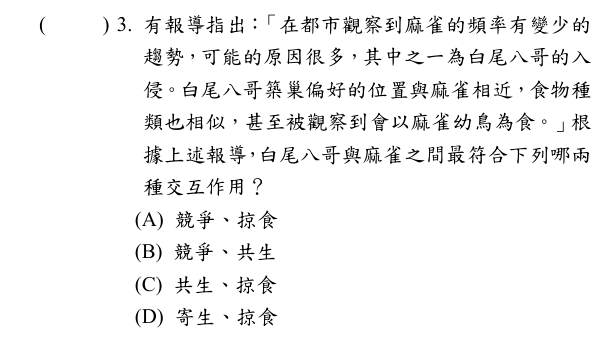 (　　) 3. 有報導指出：「在都市觀察到麻雀的頻率有變少的
趨勢，可能的原因很多，其中之一為白尾八哥的入
侵。白尾八哥築巢偏好的位置與麻雀相近，食物種
類也相似，甚至被觀察到會以麻雀幼鳥為食。」根
據上述報導，白尾八哥與麻雀之間最符合下列哪兩
種交互作用？
(A) 競爭、掠食
(B) 競爭、共生
(C) 共生、掠食
(D) 寄生、掠食